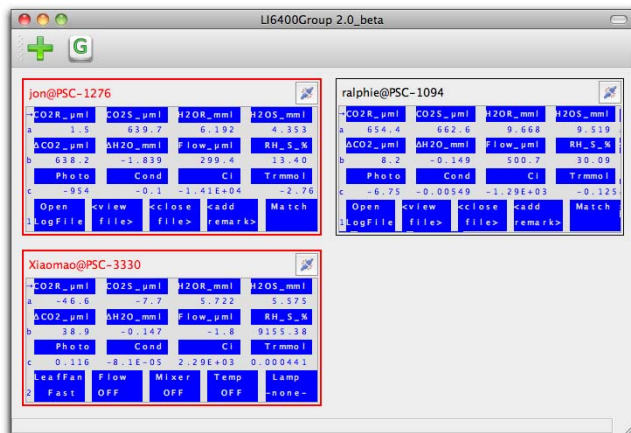 LI6400Group 2.0_beta
G
jon@PSC-1276
→CO2R_µml CO2S_µml H2OR_mml H2OS_mml
a 1.5 639.7 6.192 4.353
ΔCO2_µml ΔH2O_mml Flow_µml RH_S_%
b 638.2 -1.839 299.4 13.40
Photo Cond Ci Trmmol
c -954 -0.1 -1.41E+04 -2.76
Open <view <close <add Match
1 LogFile file> file> remark>
ralphie@PSC-1094
→CO2R_µml CO2S_µml H2OR_mml H2OS_mml
a 654.4 662.6 9.668 9.519
ΔCO2_µml ΔH2O_mml Flow_µml RH_S_%
b 8.2 -0.149 500.7 30.09
Photo Cond Ci Trmmol
c -6.75 -0.00549 -1.29E+03 -0.125
Open <view <close <add Match
1 LogFile file> file> remark>
Xiaomao@PSC-3330
→CO2R_µml CO2S_µml H2OR_mml H2OS_mml
a -46.6 -7.7 5.722 5.575
ΔCO2_µml ΔH2O_mml Flow_µml RH_S_%
b 38.9 -0.147 -1.8 9155.38
Photo Cond Ci Trmmol
c 0.116 -8.1E-05 2.29E+03 0.000441
LeafFan Flow Mixer Temp Lamp
2 Fast OFF OFF OFF -none-